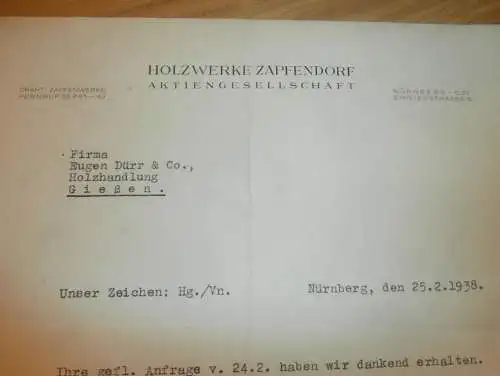 HOLZWERKE ZAPFENDORF
AKTIENGESELLSCHAFT
NÜRNBERG-
Firma
Eugen Dürr & Co.,
Holzhandlung
Gießen.
Unser Zeichen: Hg./Vn.
Nürnberg, den 25.2.1938.
Ihre gefl. Anfrage v. 24.2. haben wir dankend erhalten.